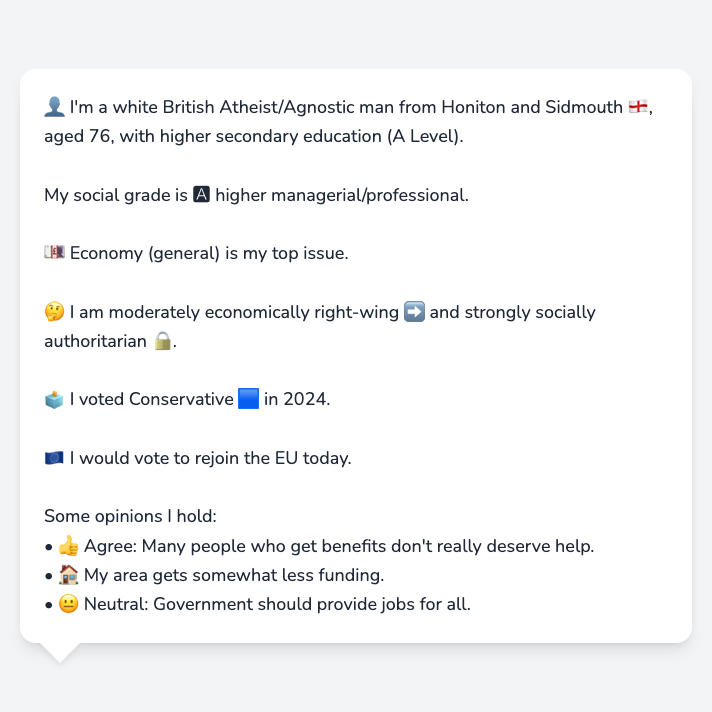 👤 I'm a white British Atheist/Agnostic man from Honiton and Sidmouth 🏴󠁧󠁢󠁥󠁮󠁧󠁿,
aged 76, with higher secondary education (A Level).
My social grade is 🅰 higher managerial/professional.
💷 Economy (general) is my top issue.
🤔 I am moderately economically right-wing ➡️ and strongly socially
authoritarian 🔒.
🗳️ I voted Conservative 🟦 in 2024.
🇪🇺 I would vote to rejoin the EU today.
Some opinions I hold:
• 👍 Agree: Many people who get benefits don't really deserve help.
• 🏠 My area gets somewhat less funding.
• 😐 Neutral: Government should provide jobs for all.